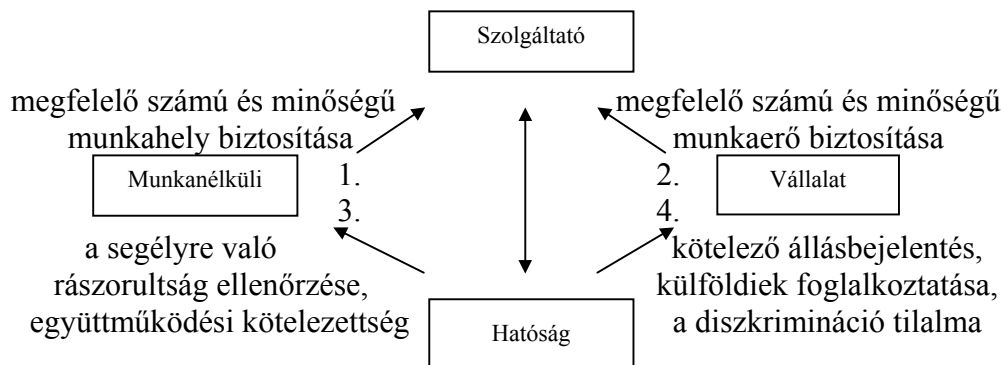 Szolgáltató
megfelelő számú és minőségű
munkahely biztosítása
megfelelő számú és minőségű
munkaerő biztosítása
Munkanélküli
1.
3.
2.
4.
Vállalat
a segélyre való
rászorultság ellenőrzése,
együttműködési kötelezettség
kötelező állásbejelentés,
külföldiek foglalkoztatása,
a diszkrimináció tilalma
Hatóság